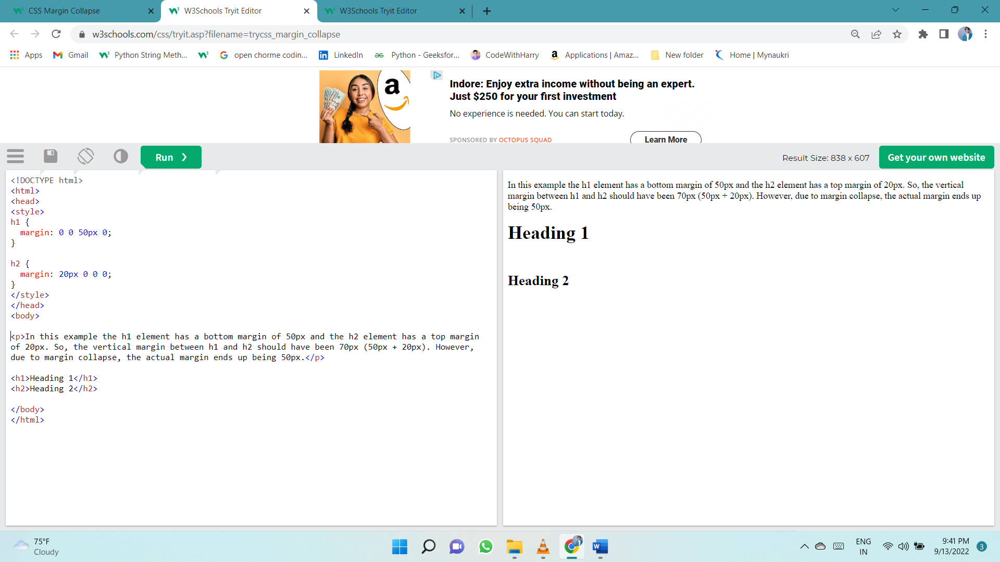 CSS Margin Collapse
W3Schools Tryit Editor
W3Schools Tryit Editor
w3schools.com/css/tryit.asp?filename=trycss_margin_collapse
Apps
Gmail
Python String Meth...
open chorme codin...
LinkedIn
Python - Geeksfor...
CodeWithHarry
Applications | Amaz...
New folder
Home | Mynaukri
a
Indore: Enjoy extra income without being an expert.
Just $250 for your first investment
No experience is needed. You can start today.
SPONSORED BY OCTOPUS SQUAD
Learn More
Run ❯
Result Size: 838 x 607
Get your own website
<!DOCTYPE html>
<html>
<head>
<style>
h1 {
  margin: 0 0 50px 0;
}
h2 {
  margin: 20px 0 0 0;
}
</style>
</head>
<body>
<p>In this example the h1 element has a bottom margin of 50px and the h2 element has a top margin
of 20px. So, the vertical margin between h1 and h2 should have been 70px (50px + 20px). However,
due to margin collapse, the actual margin ends up being 50px.</p>
<h1>Heading 1</h1>
<h2>Heading 2</h2>
</body>
</html>
In this example the h1 element has a bottom margin of 50px and the h2 element has a top margin of 20px. So, the vertical
margin between h1 and h2 should have been 70px (50px + 20px). However, due to margin collapse, the actual margin ends up
being 50px.
Heading 1
Heading 2
75°F
Cloudy
ENG
IN
9:41 PM
9/13/2022
3